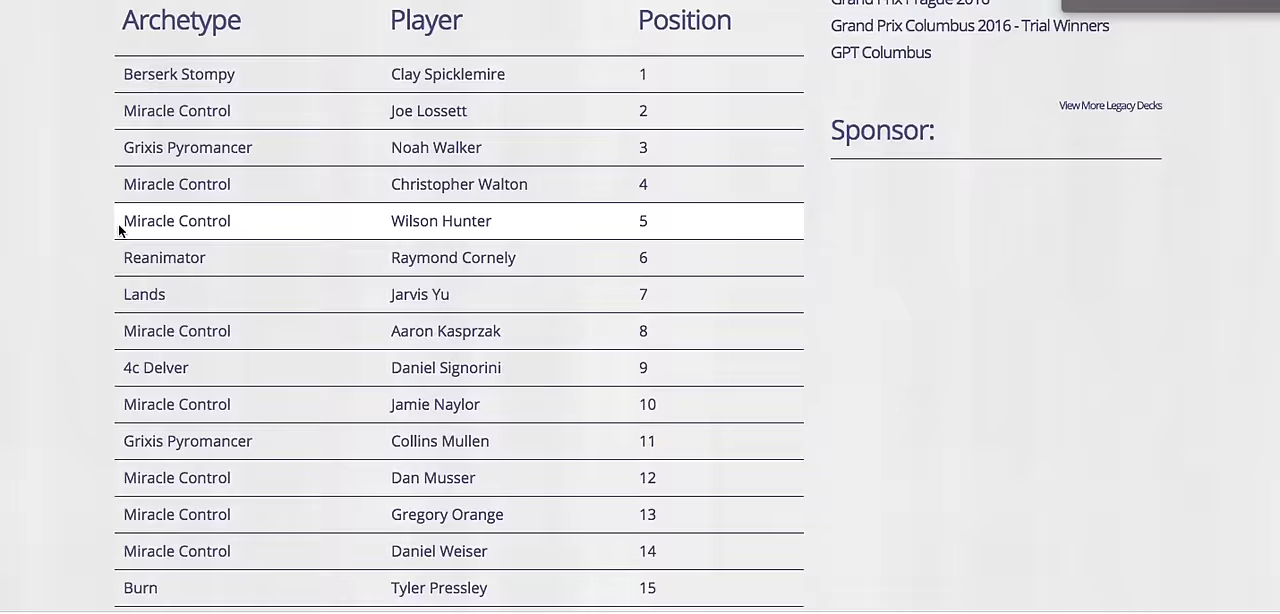 Archetype Player Position
Berserk Stompy Clay Spicklemire 1
Miracle Control Joe Lossett 2
Grixis Pyromancer Noah Walker 3
Miracle Control Christopher Walton 4
Miracle Control Wilson Hunter 5
Reanimator Raymond Cornely 6
Lands Jarvis Yu 7
Miracle Control Aaron Kasprzak 8
4c Delver Daniel Signorini 9
Miracle Control Jamie Naylor 10
Grixis Pyromancer Collins Mullen 11
Miracle Control Dan Musser 12
Miracle Control Gregory Orange 13
Miracle Control Daniel Weiser 14
Burn Tyler Pressley 15
Grand Prix Prague 2016
Grand Prix Columbus 2016 - Trial Winners
GPT Columbus
View More Legacy Decks
Sponsor: